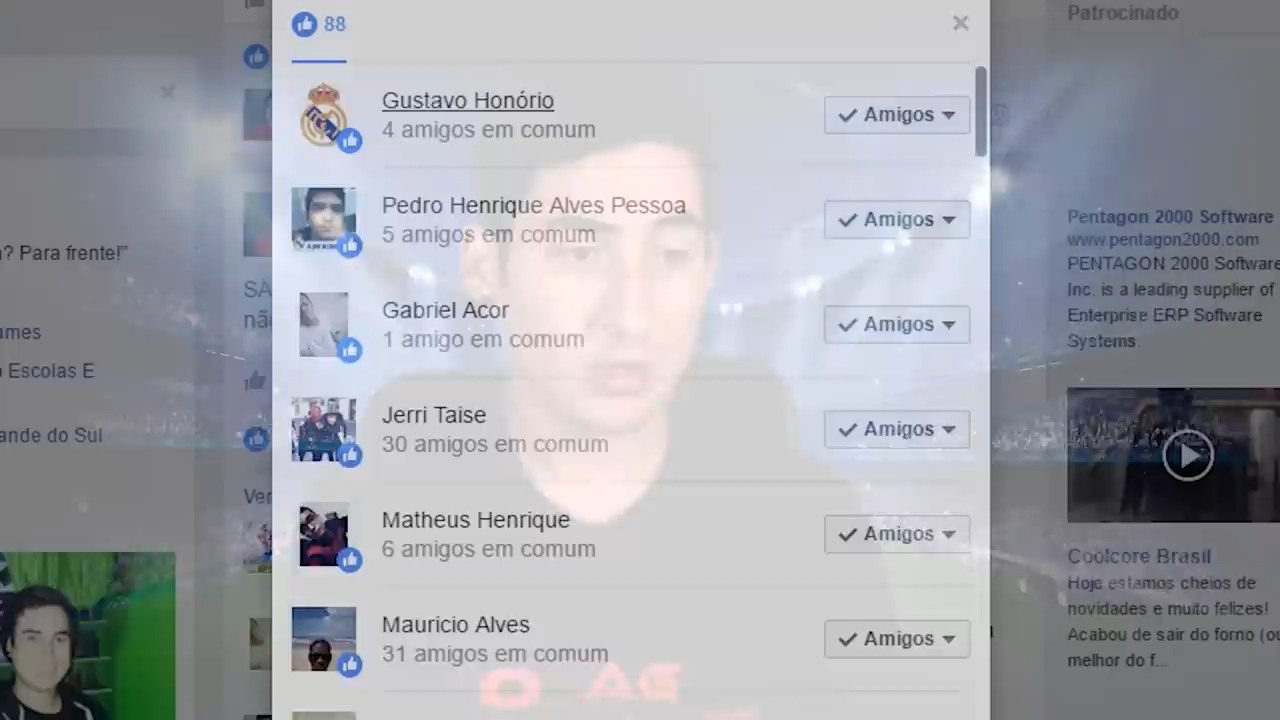 88
Gustavo Honório
4 amigos em comum
Amigos
Pedro Henrique Alves Pessoa
5 amigos em comum
Amigos
Gabriel Acor
1 amigo em comum
Amigos
Jerri Taise
30 amigos em comum
Amigos
Matheus Henrique
6 amigos em comum
Amigos
Mauricio Alves
31 amigos em comum
Amigos
? Para frente!"
Escolas E
ande do Sul
SA
Ver
Patrocinado
Pentagon 2000 Software
www.pentagon2000.com
PENTAGON 2000 Software
Inc. is a leading supplier of
Enterprise ERP Software
Systems.
Coolcore Brasil
Hoje estamos cheios de
novidades e muito felizes!
Acabou de sair do forno (ou
melhor do f...